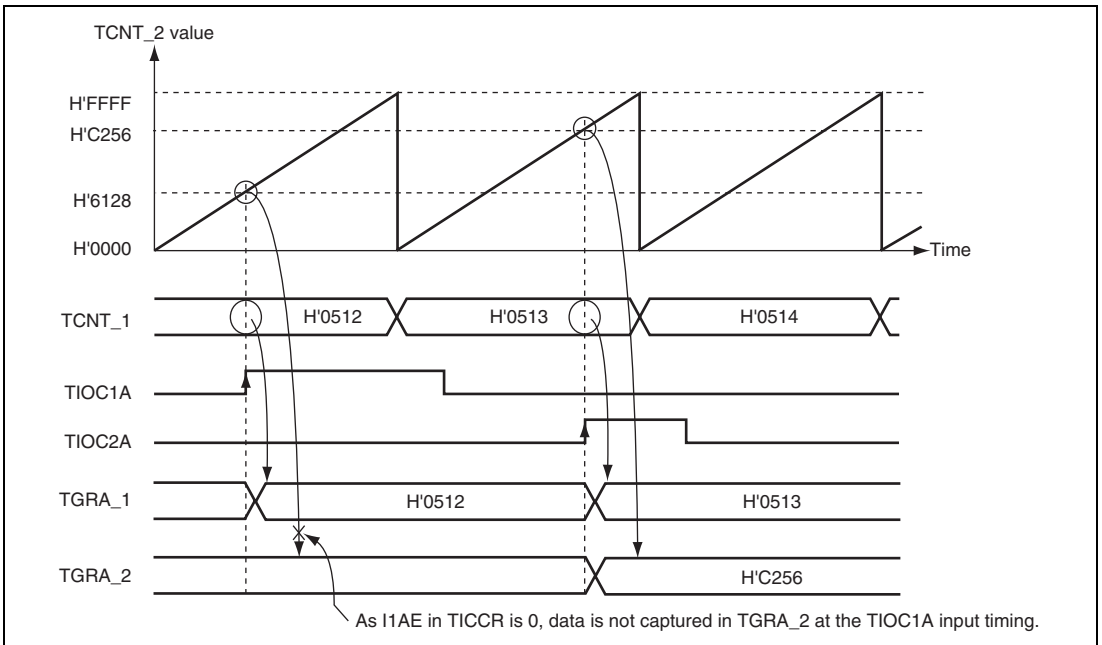 TCNT_2 value
H'FFFF
H'C256
H'6128
H'0000
Time
TCNT_1
H'0512
H'0513
H'0514
TIOC1A
TIOC2A
TGRA_1
H'0512
H'0513
TGRA_2
H'C256
As I1AE in TICCR is 0, data is not captured in TGRA_2 at the TIOC1A input timing.